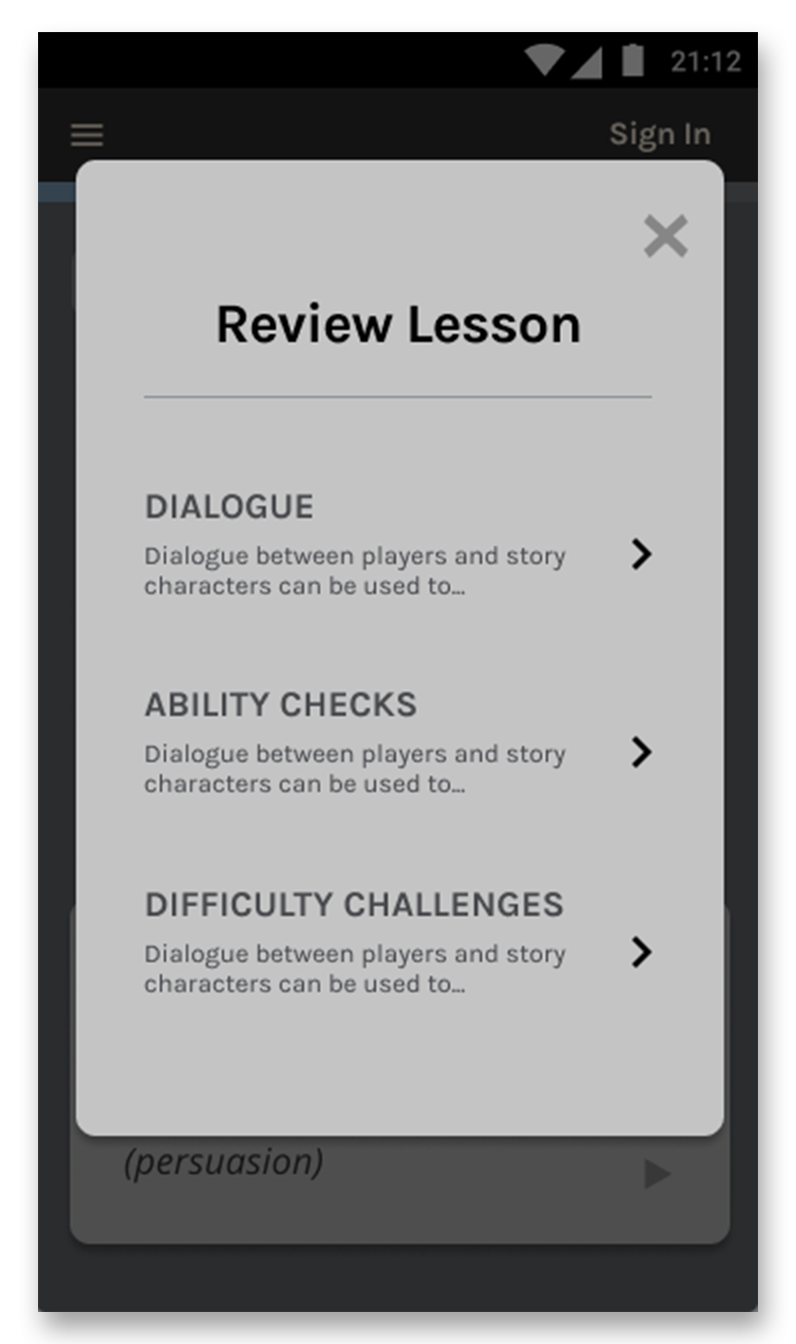 21:12
Sign In
Review Lesson
DIALOGUE
Dialogue between players and story
characters can be used to...
ABILITY CHECKS
Dialogue between players and story
characters can be used to...
DIFFICULTY CHALLENGES
Dialogue between players and story
characters can be used to...
(persuasion)